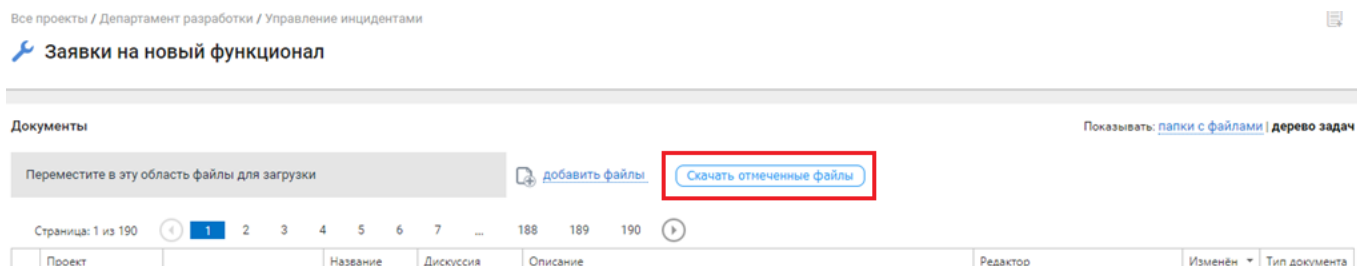 Все проекты / Департамент разработки / Управление инцидентами
Заявки на новый функционал
Документы
Показывать: папки с файлами | дерево задач
Переместите в эту область файлы для загрузки
добавить файлы
Скачать отмеченные файлы
Страница: 1 из 190 1 2 3 4 5 6 7 ... 188 189 190
Проект Название Дискуссия Описание Редактор Изменён Тип документа